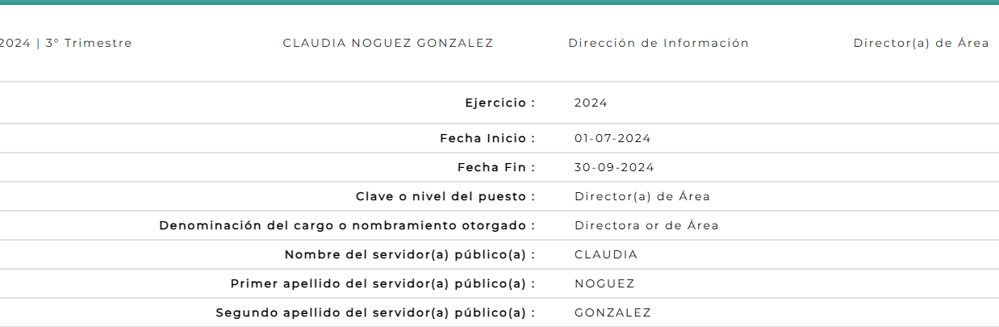 2024 | 3° Trimestre CLAUDIA NOGUEZ GONZALEZ Dirección de Información Director(a) de Área
Ejercicio : 2024
Fecha Inicio : 01-07-2024
Fecha Fin : 30-09-2024
Clave o nivel del puesto : Director(a) de Área
Denominación del cargo o nombramiento otorgado : Directora or de Área
Nombre del servidor(a) público(a) : CLAUDIA
Primer apellido del servidor(a) público(a) : NOGUEZ
Segundo apellido del servidor(a) público(a) : GONZALEZ